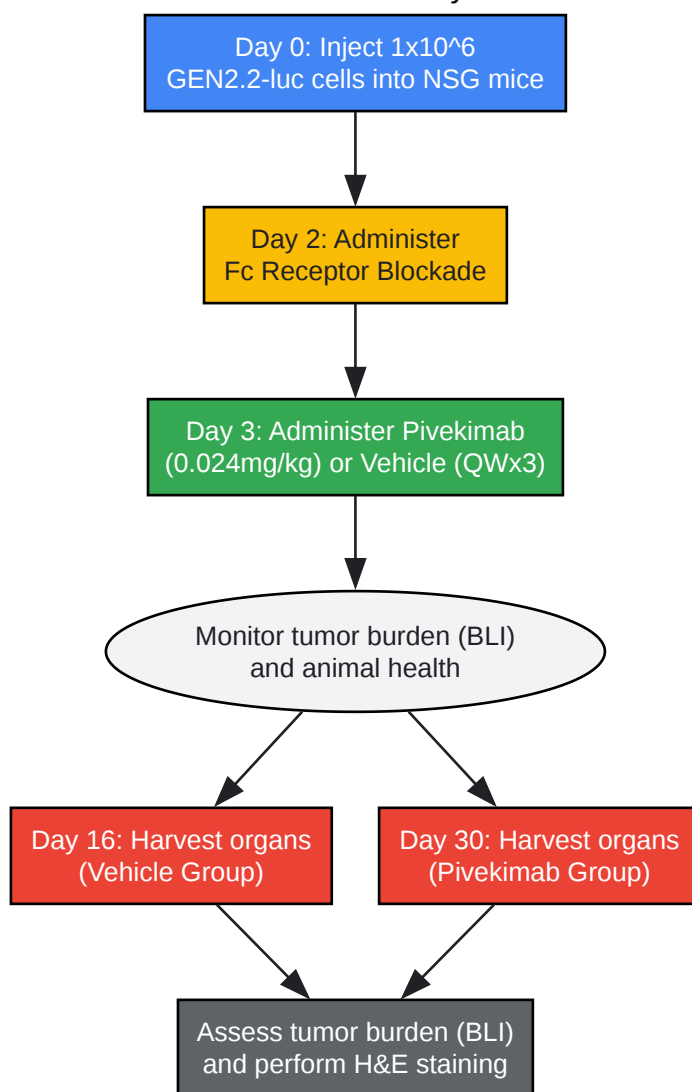 Day 0: Inject 1x10^6
GEN2.2-luc cells into NSG mice
Day 2: Administer
Fc Receptor Blockade
Day 3: Administer Pivekimab
(0.024mg/kg) or Vehicle (QWx3)
Monitor tumor burden (BLI)
and animal health
Day 16: Harvest organs
(Vehicle Group)
Day 30: Harvest organs
(Pivekimab Group)
Assess tumor burden (BLI)
and perform H&E staining